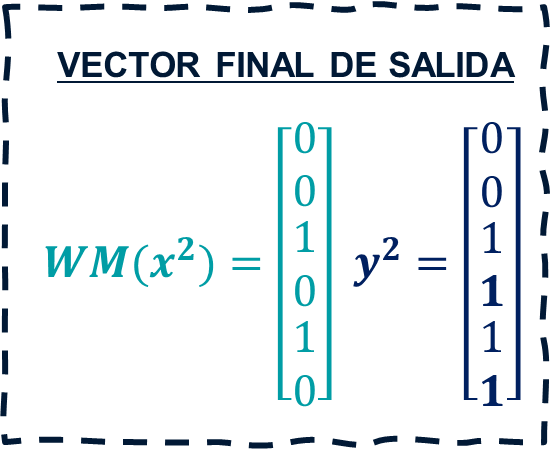 VECTOR FINAL DE SALIDA
WM(x²) = [0 0 1 0 1 0] y² = [0 0 1 1 1 1]